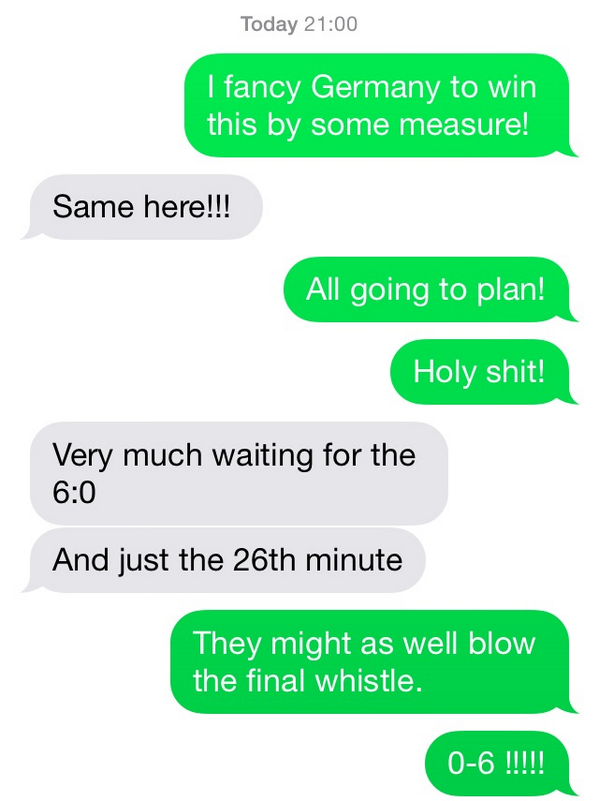 Today 21:00
I fancy Germany to win
this by some measure!
Same here!!!
All going to plan!
Holy shit!
Very much waiting for the
6:0
And just the 26th minute
They might as well blow
the final whistle.
0-6 !!!!!